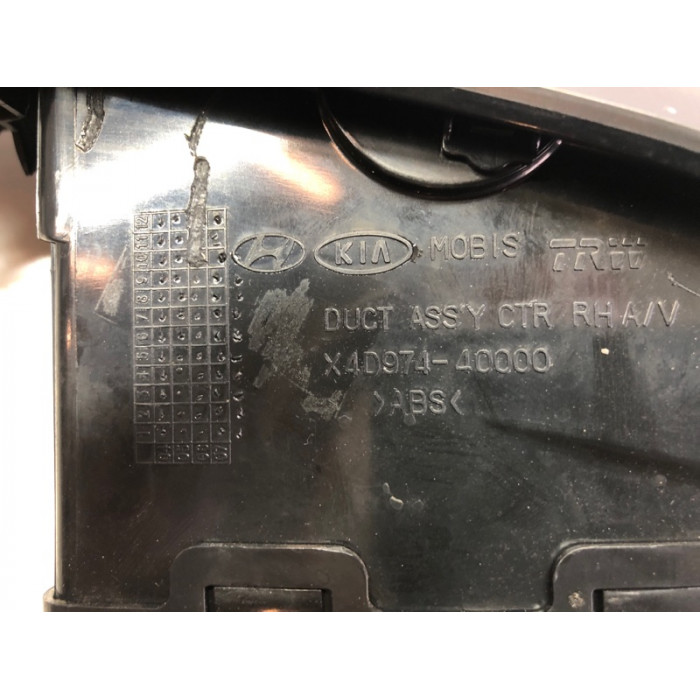 KIA MOBIS TRW
DUCT ASS'Y CTR RH A/V
X4D974-40000
>ABS<